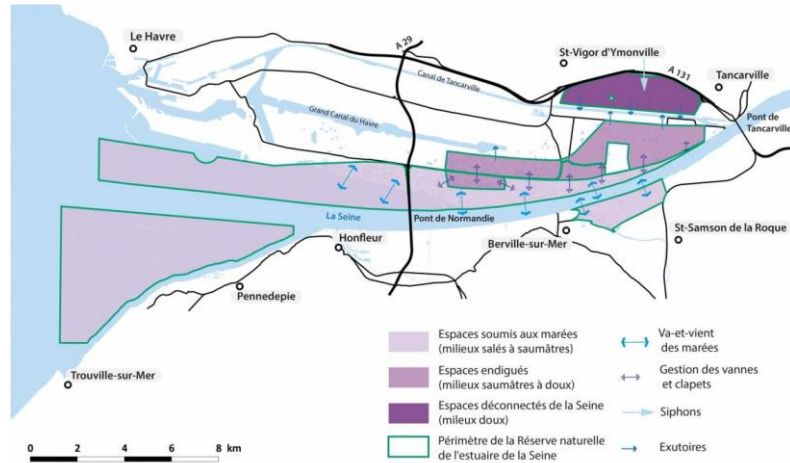 Le Havre
A 29
St-Vigor d'Ymonville
A 131
Tancarville
Canal de Tancarville
Grand Canal du Havre
Pont de
Tancarville
La Seine
Pont de Normandie
Honfleur
Berville-sur-Mer
St-Samson de la Roque
Pennedepie
Trouville-sur-Mer
Espaces soumis aux marées
(milieux salés à saumâtres)
Espaces endigués
(milieux saumâtres à doux)
Espaces déconnectés de la Seine
(mileux doux)
Périmètre de la Réserve naturelle
de l'estuaire de la Seine
Va-et-vient
des marées
Gestion des vannes
et clapets
Siphons
Exutoires
0 2 4 6 8 km